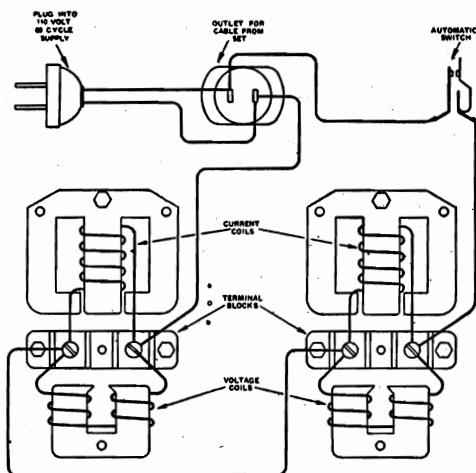 PLUG INTO
110 VOLT
60 CYCLE
SUPPLY
OUTLET FOR
CABLE FROM
SET
AUTOMATIC
SWITCH
CURRENT
COILS
TERMINAL
BLOCKS
VOLTAGE
COILS